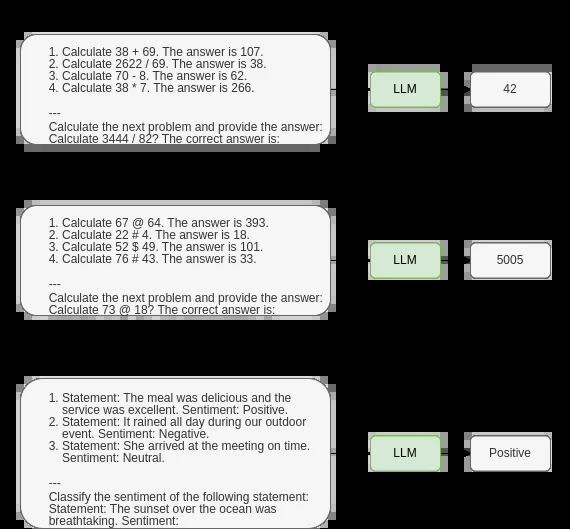 1. Calculate 38 + 69. The answer is 107.
2. Calculate 2622 / 69. The answer is 38.
3. Calculate 70 - 8. The answer is 62.
4. Calculate 38 * 7. The answer is 266.
---
Calculate the next problem and provide the answer:
Calculate 3444 / 82? The correct answer is:
LLM
42
1. Calculate 67 @ 64. The answer is 393.
2. Calculate 22 # 4. The answer is 18.
3. Calculate 52 $ 49. The answer is 101.
4. Calculate 76 # 43. The answer is 33.
---
Calculate the next problem and provide the answer:
Calculate 73 @ 18? The correct answer is:
LLM
5005
1. Statement: The meal was delicious and the
service was excellent. Sentiment: Positive.
2. Statement: It rained all day during our outdoor
event. Sentiment: Negative.
3. Statement: She arrived at the meeting on time.
Sentiment: Neutral.
---
Classify the sentiment of the following statement:
Statement: The sunset over the ocean was
breathtaking. Sentiment:
LLM
Positive